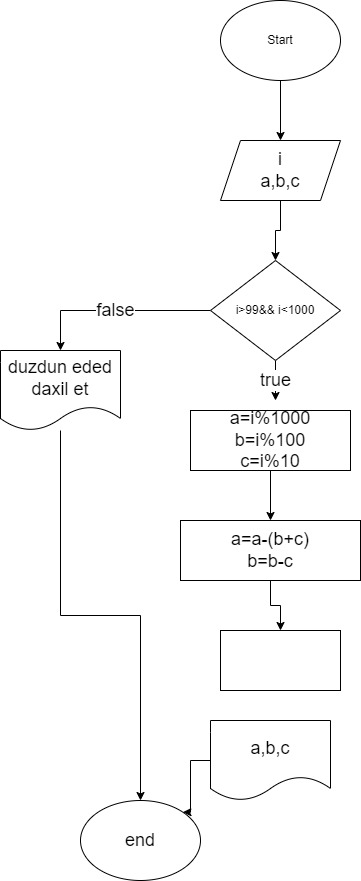 Start
i
a,b,c
i>99&& i<1000
false
true
duzdun eded
daxil et
a=i%1000
b=i%100
c=i%10
a=a-(b+c)
b=b-c
a,b,c
end